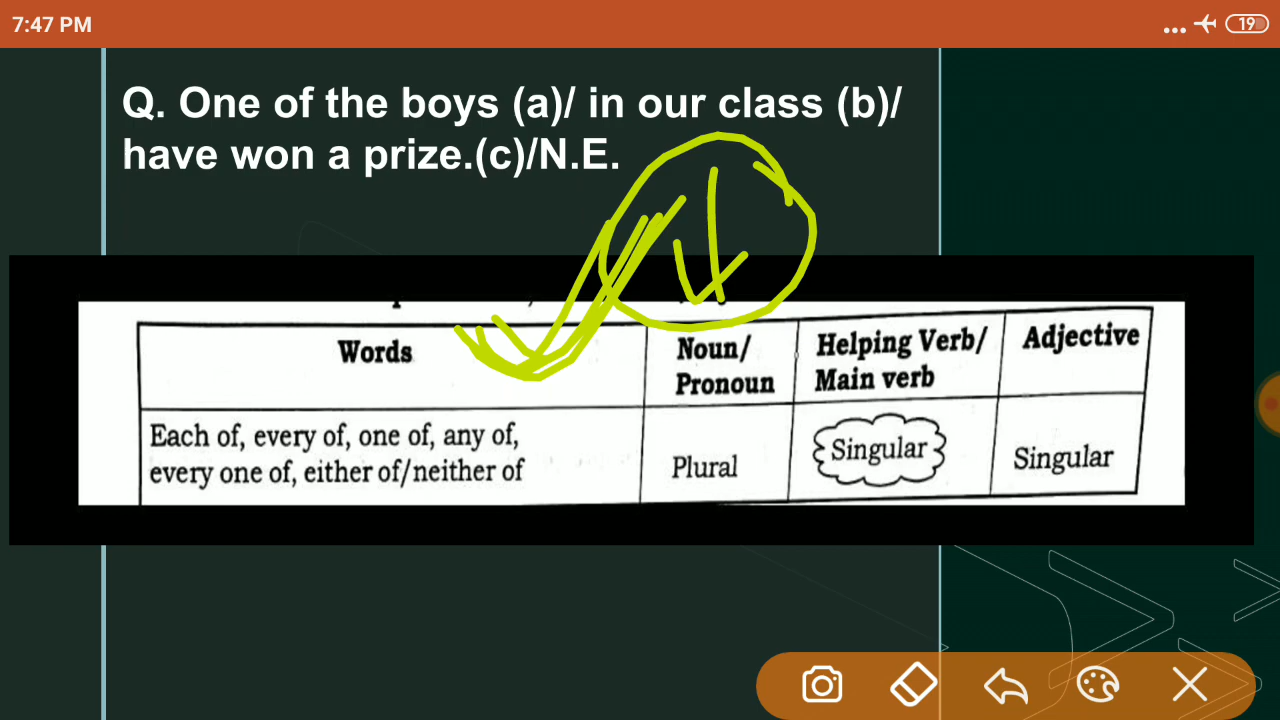 7:47 PM
19
Q. One of the boys (a)/ in our class (b)/
have won a prize.(c)/N.E.
Words
Noun/
Pronoun
Helping Verb/
Main verb
Adjective
Each of, every of, one of, any of,
every one of, either of/neither of
Plural
Singular
Singular